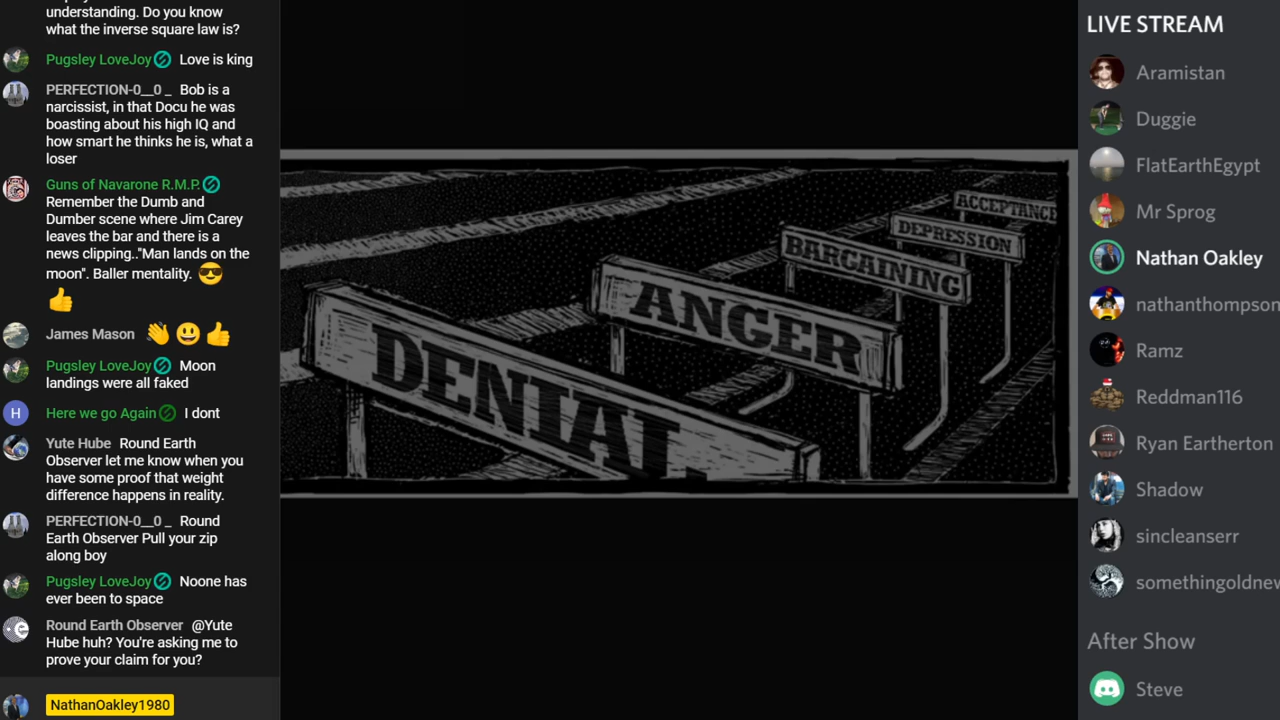 understanding. Do you know
what the inverse square law is?
Pugsley LoveJoy Love is king
PERFECTION-0__0 _ Bob is a
narcissist, in that Docu he was
boasting about his high IQ and
how smart he thinks he is, what a
loser
Guns of Navarone R.M.P.
Remember the Dumb and
Dumber scene where Jim Carey
leaves the bar and there is a
news clipping.."Man lands on the
moon". Baller mentality. 😎
👍
James Mason 👏😃👍
Pugsley LoveJoy Moon
landings were all faked
H
Here we go Again I dont
Yute Hube Round Earth
Observer let me know when you
have some proof that weight
difference happens in reality.
PERFECTION-0__0 _ Round
Earth Observer Pull your zip
along boy
Pugsley LoveJoy Noone has
ever been to space
Round Earth Observer @Yute
Hube huh? You're asking me to
prove your claim for you?
NathanOakley1980
DENIAL
ANGER
BARGAINING
DEPRESSION
ACCEPTANCE
LIVE STREAM
Aramistan
Duggie
FlatEarthEgypt
Mr Sprog
Nathan Oakley
nathanthompson
Ramz
Reddman116
Ryan Eartherton
Shadow
sincleanserr
somethingoldnew
After Show
Steve